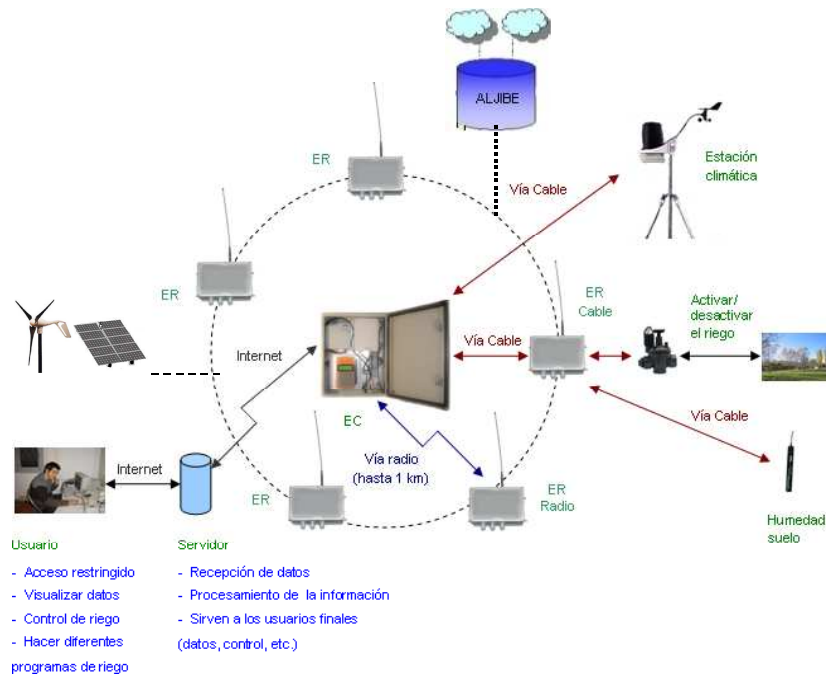 ALJIBE
ER
Vía Cable
Estación
climática
ER
ER
Cable
Activar/
desactivar
el riego
Internet
Vía Cable
EC
Vía Cable
Internet
Vía radio
(hasta 1 km)
ER
ER
Radio
Humedad
suelo
Usuario
- Acceso restringido
- Visualizar datos
- Control de riego
- Hacer diferentes
programas de riego
Servidor
- Recepción de datos
- Procesamiento de la información
- Sirven a los usuarios finales
(datos, control, etc.)